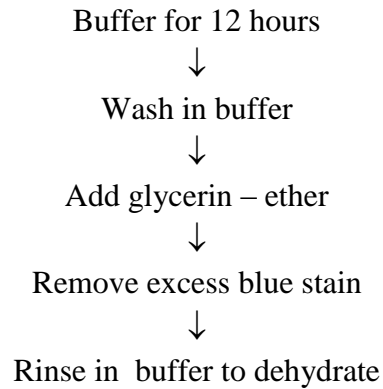 Buffer for 12 hours
↓
Wash in buffer
↓
Add glycerin – ether
↓
Remove excess blue stain
↓
Rinse in buffer to dehydrate